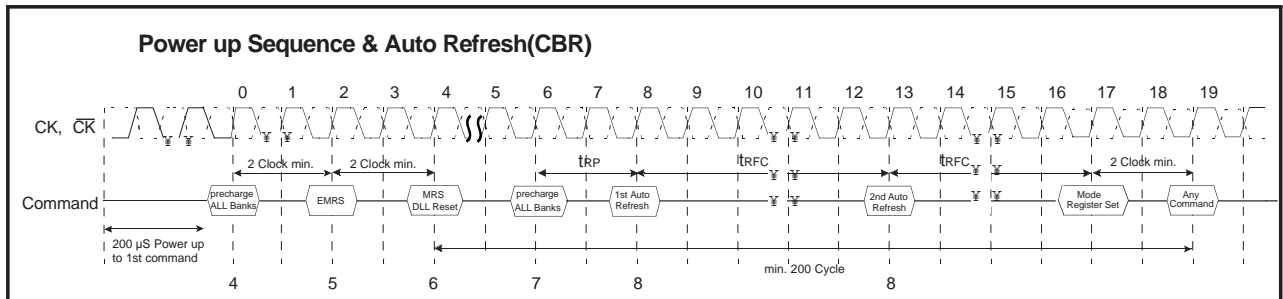 Power up Sequence & Auto Refresh(CBR)
0 1 2 3 4 5 6 7 8 9 10 11 12 13 14 15 16 17 18 19
CK, CK
¥ ¥ ¥ ¥ ¥ ¥ ¥ ¥
2 Clock min. 2 Clock min. tRP tRFC tRFC 2 Clock min.
¥ ¥ ¥ ¥
Command
precharge ALL Banks
EMRS
MRS DLL Reset
precharge ALL Banks
1st Auto Refresh
¥ ¥
2nd Auto Refresh
¥ ¥
Mode Register Set
Any Command
200 µS Power up
to 1st command
min. 200 Cycle
4 5 6 7 8 8